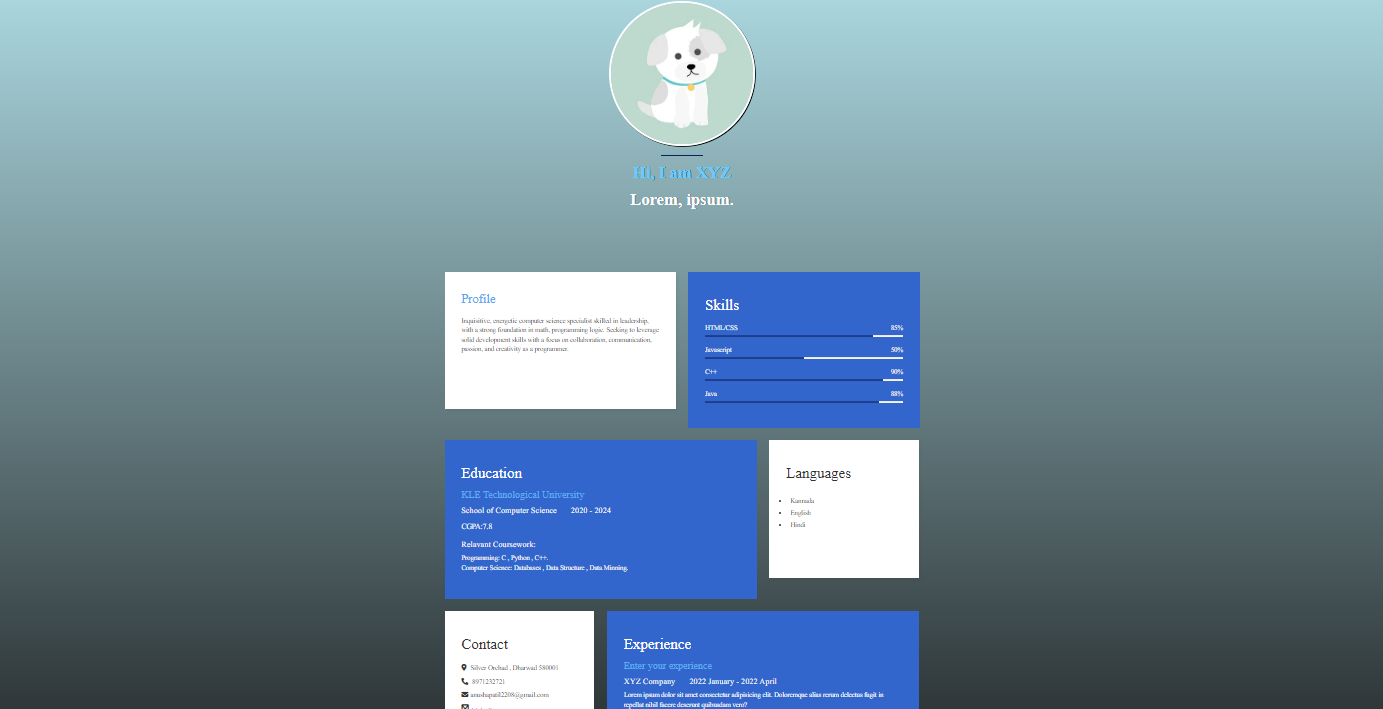 Hi, I am XYZ
Lorem, ipsum.
Profile
Inquisitive, energetic computer science specialist skilled in leadership,
with a strong foundation in math, programming logic. Seeking to leverage
solid development skills with a focus on collaboration, communication,
passion, and creativity as a programmer.
Skills
HTML/CSS 85%
Javascript 50%
C++ 90%
Java 88%
Education
KLE Technological University
School of Computer Science 2020 - 2024
CGPA:7.8
Relavant Coursework:
Programming: C , Python , C++.
Computer Science: Databases , Data Structure , Data Minning.
Languages
Kannada
English
Hindi
Contact
Silver Orchad , Dharwad 580001
8971232721
anushapatil2208@gmail.com
Experience
Enter your experience
XYZ Company 2022 January - 2022 April
Lorem ipsum dolor sit amet consectetur adipisicing elit. Doloremque alias rerum delectus fugit in
repellat nihil facere deserunt quibusdam vero?